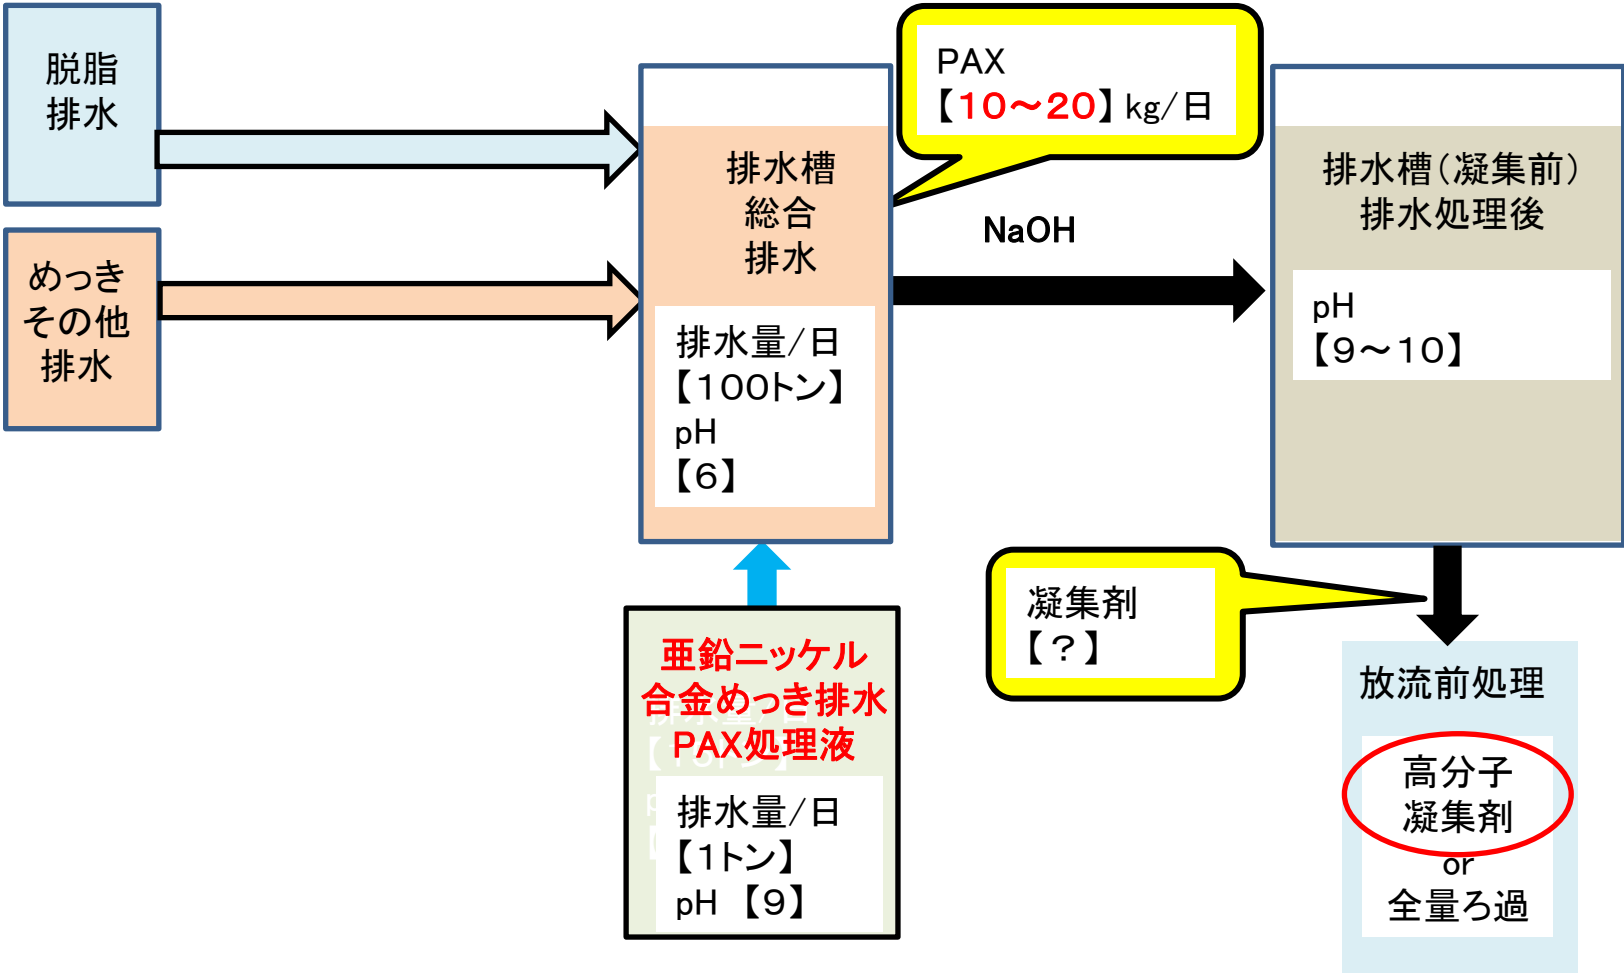 脱脂
排水
めっき
その他
排水
排水槽
総合
排水
排水量/日
【100トン】
pH
【6】
PAX
【10～20】kg/日
NaOH
排水槽(凝集前)
排水処理後
pH
【9～10】
亜鉛ニッケル
合金めっき排水
PAX処理液
排水量/日
【1トン】
pH 【9】
凝集剤
【？】
放流前処理
高分子
凝集剤
or
全量ろ過